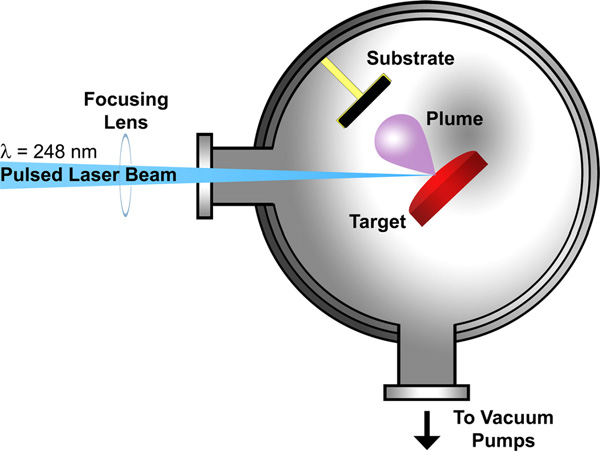 Substrate
Focusing
Lens
Plume
λ = 248 nm
Pulsed Laser Beam
Target
To Vacuum
Pumps